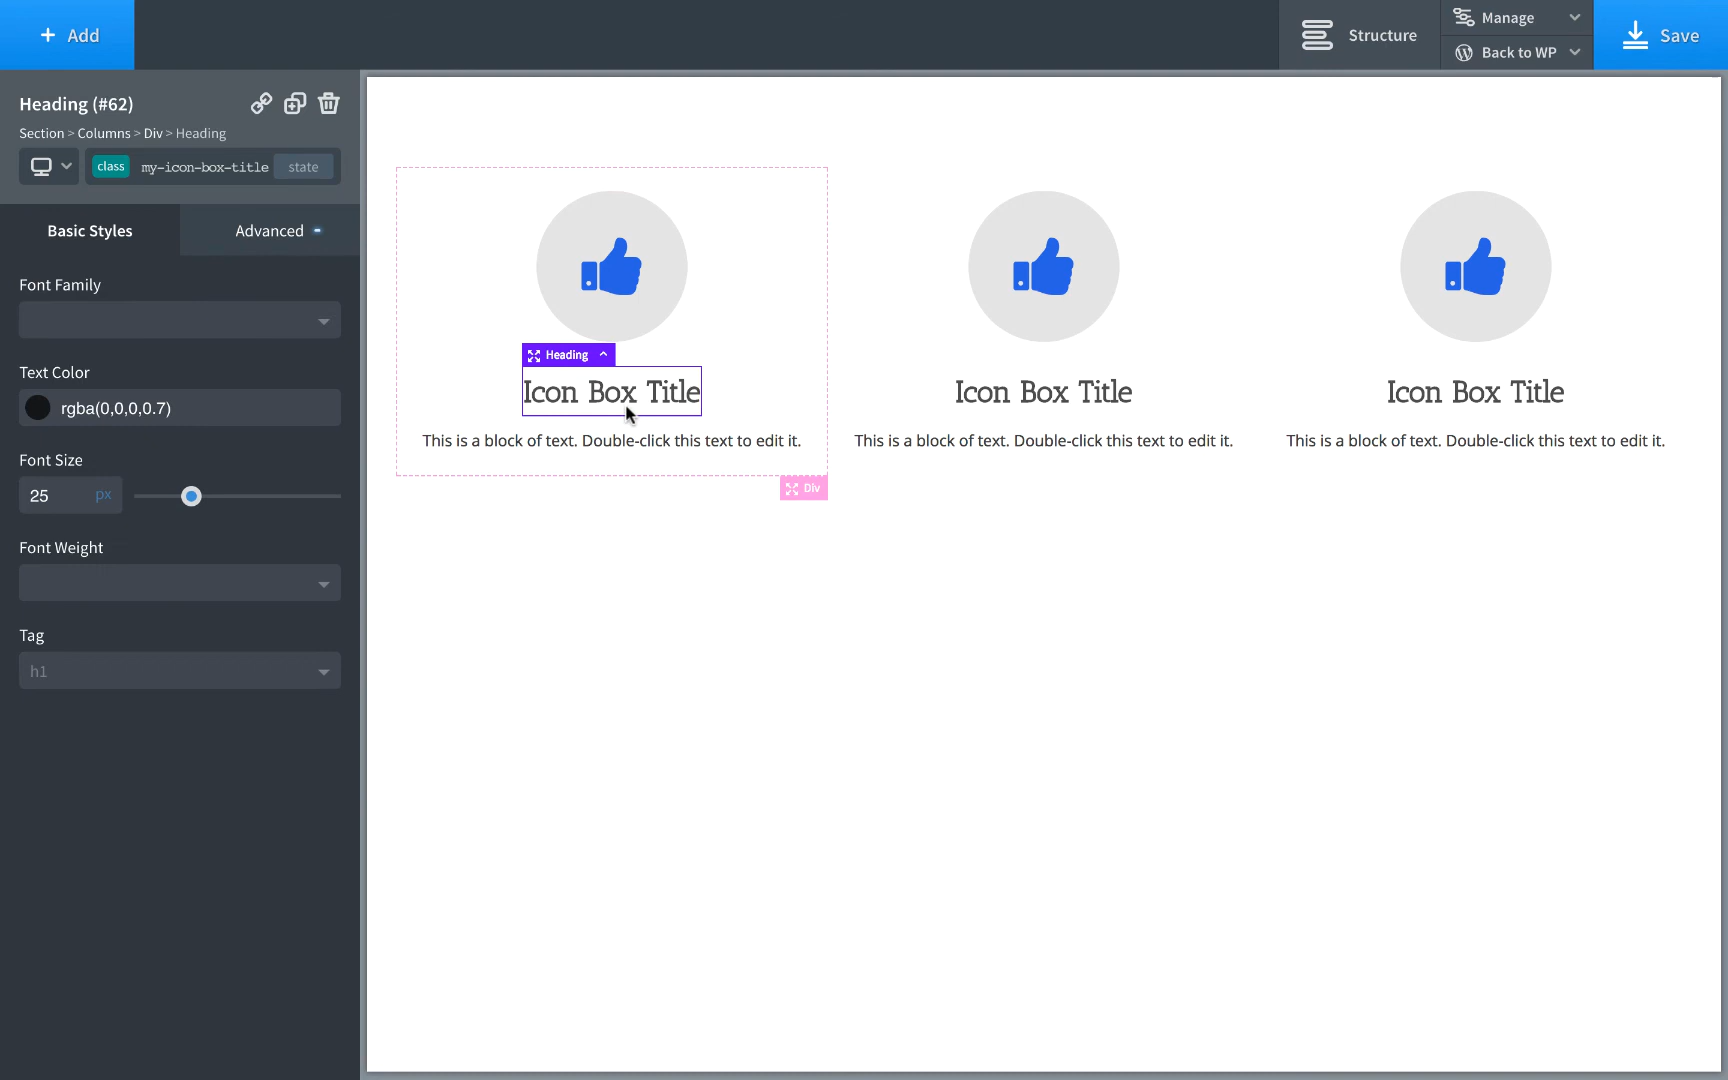 + Add
Structure
Manage
Back to WP
Save
Heading (#62)
Section > Columns > Div > Heading
class my-icon-box-title state
Basic Styles
Advanced
Font Family
Text Color
rgba(0,0,0,0.7)
Font Size
25 px
Font Weight
Tag
h1
Heading
Icon Box Title
This is a block of text. Double-click this text to edit it.
Div
Icon Box Title
This is a block of text. Double-click this text to edit it.
Icon Box Title
This is a block of text. Double-click this text to edit it.